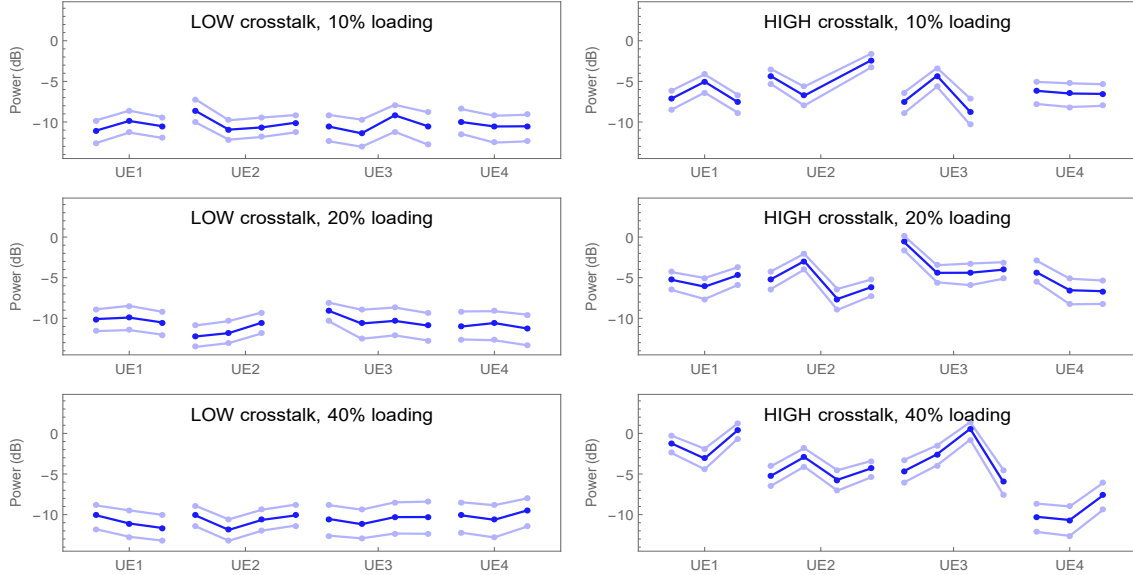 LOW crosstalk, 10% loading
Power (dB)
0
−5
−10
UE1 UE2 UE3 UE4
HIGH crosstalk, 10% loading
Power (dB)
0
−5
−10
UE1 UE2 UE3 UE4
LOW crosstalk, 20% loading
Power (dB)
0
−5
−10
UE1 UE2 UE3 UE4
HIGH crosstalk, 20% loading
Power (dB)
0
−5
−10
UE1 UE2 UE3 UE4
LOW crosstalk, 40% loading
Power (dB)
0
−5
−10
UE1 UE2 UE3 UE4
HIGH crosstalk, 40% loading
Power (dB)
0
−5
−10
UE1 UE2 UE3 UE4